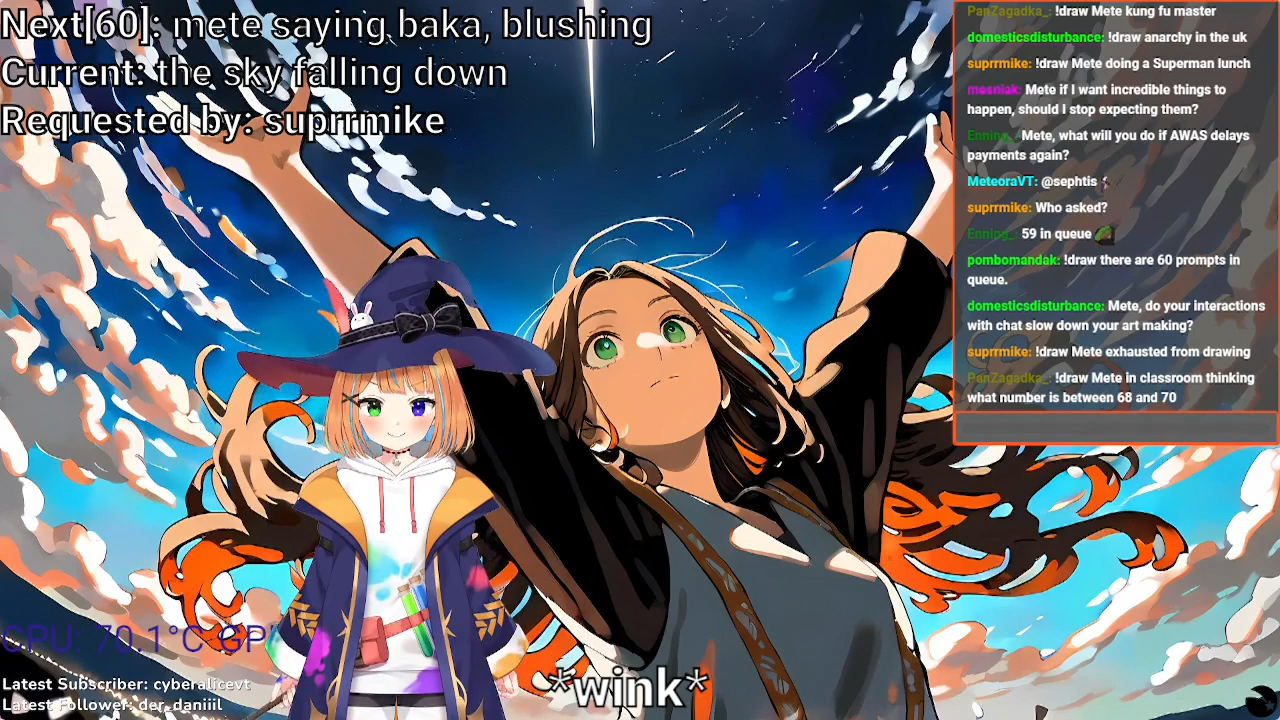 Next[60]: mete saying baka, blushing
Current: the sky falling down
Requested by: suprrmike
PanZagadka_: !draw Mete kung fu master
domesticsdisturbance: !draw anarchy in the uk
suprrmike: !draw Mete doing a Superman lunch
mesniak: Mete if I want incredible things to
happen, should I stop expecting them?
Enning_: Mete, what will you do if AWAS delays
payments again?
MeteoraVT: @sephtis
suprrmike: Who asked?
Enning_: 59 in queue
pombomandak: !draw there are 60 prompts in
queue.
domesticsdisturbance: Mete, do your interactions
with chat slow down your art making?
suprrmike: !draw Mete exhausted from drawing
PanZagadka_: !draw Mete in classroom thinking
what number is between 68 and 70
CPU: 70.1°C GP
Latest Subscriber: cyberalicevt
Latest Follower: der_daniiil
*wink*